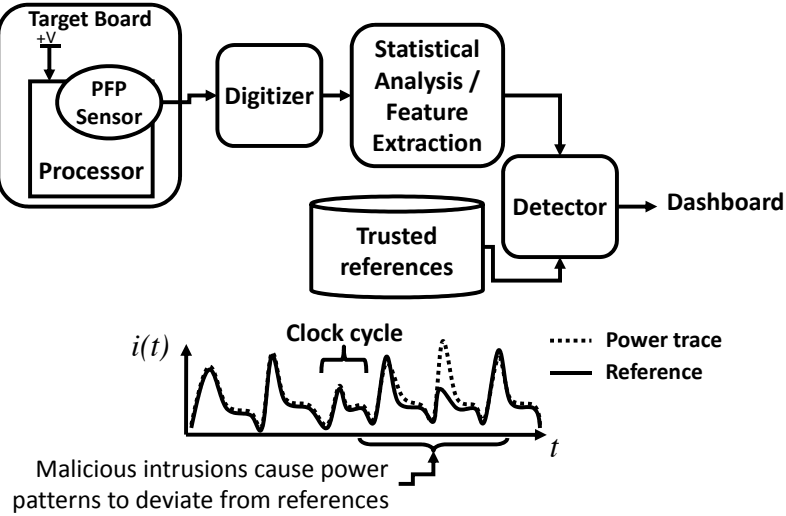 Target Board
+V
PFP
Sensor
Processor
Digitizer
Statistical
Analysis /
Feature
Extraction
Trusted
references
Detector
Dashboard
Clock cycle
i(t)
Power trace
Reference
t
Malicious intrusions cause power
patterns to deviate from references